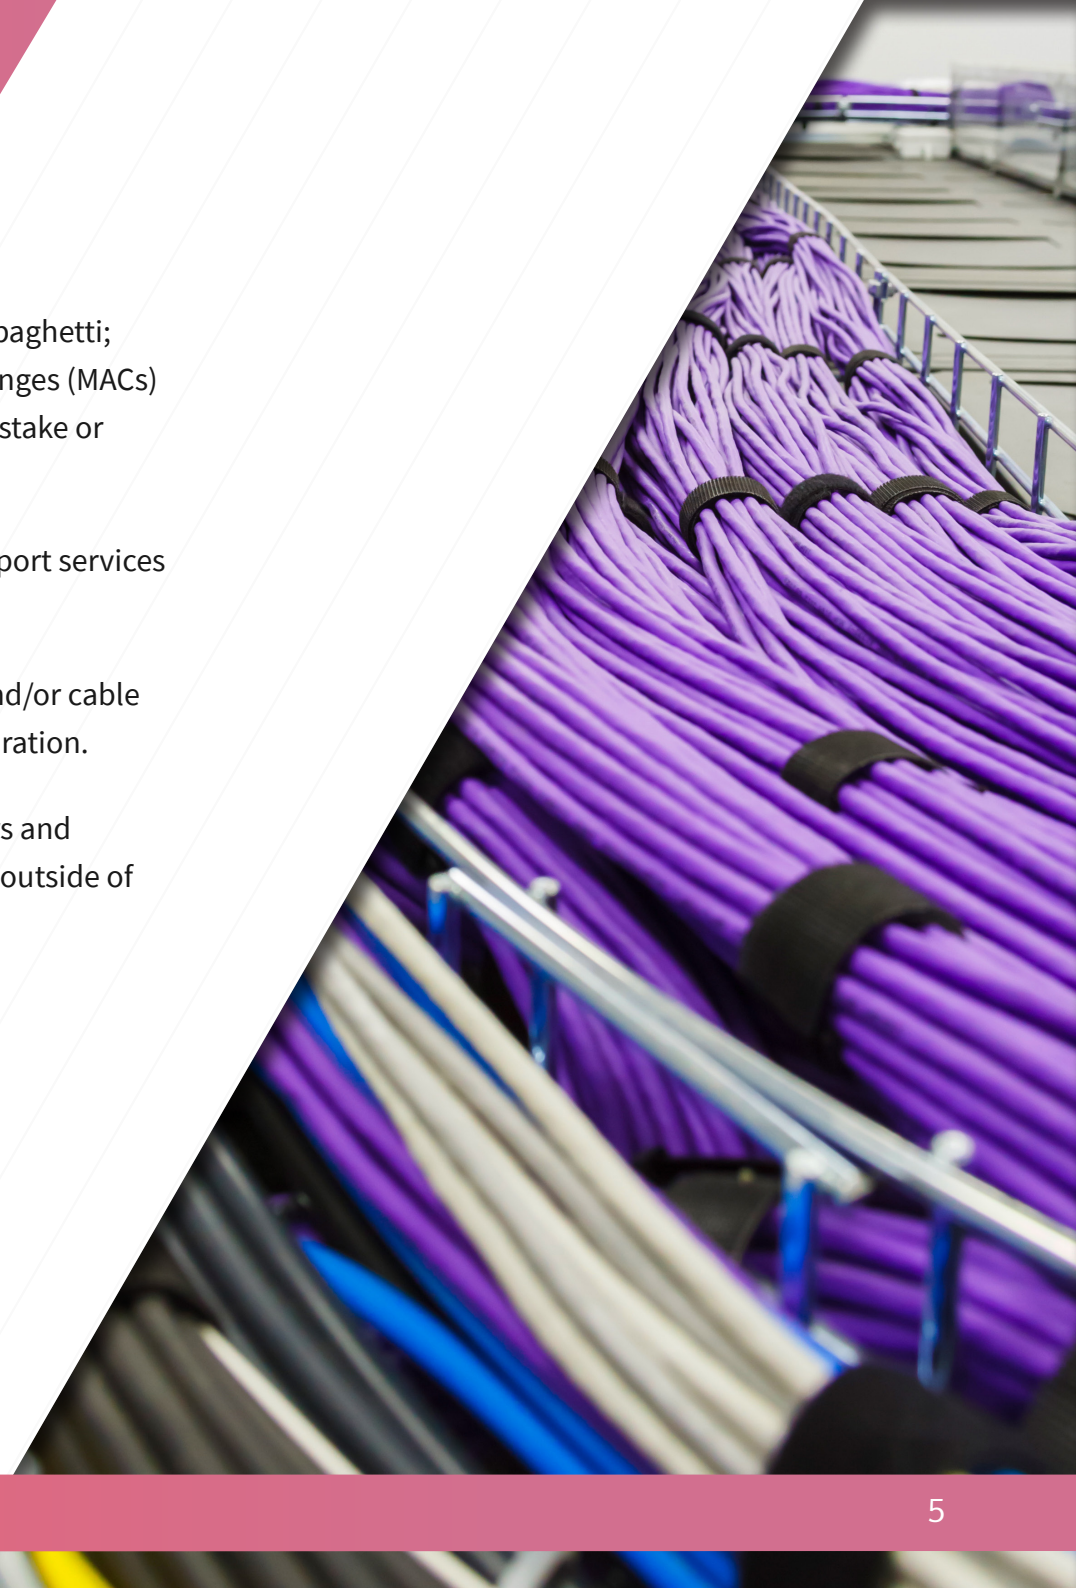 paghetti;
nges (MACs)
stake or
port services
nd/or cable
ration.
s and
outside of
5